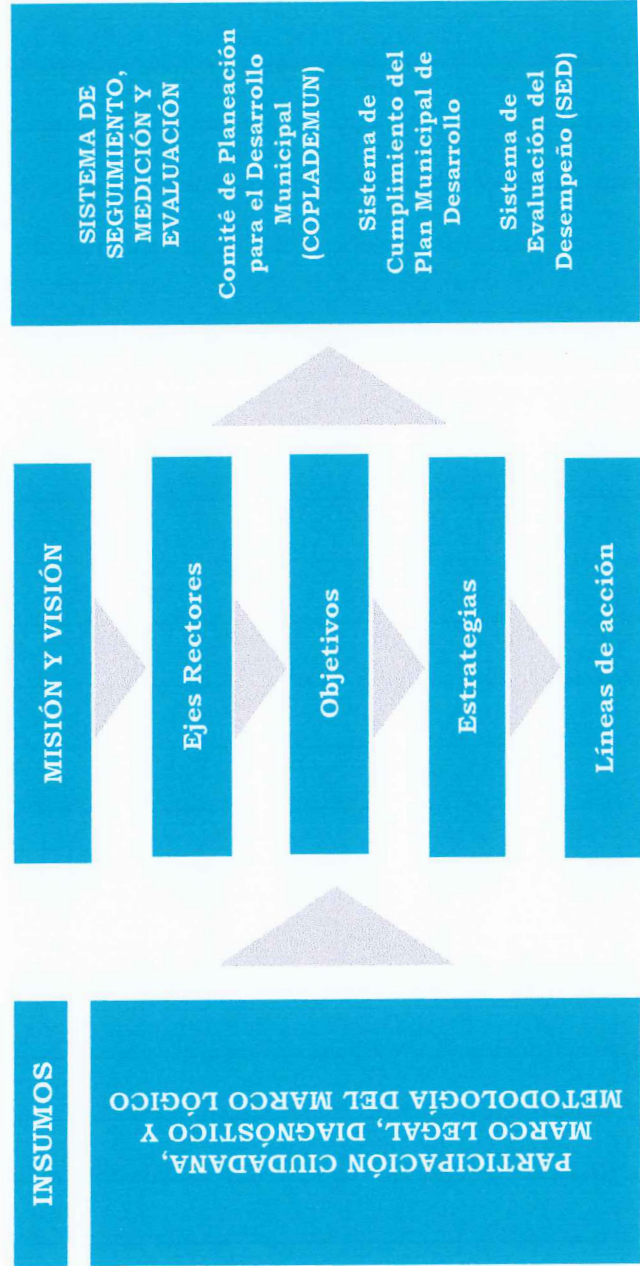 INSUMOS
PARTICIPACIÓN CIUDADANA,
MARCO LEGAL, DIAGNÓSTICO Y
METODOLOGÍA DEL MARCO LÓGICO
MISIÓN Y VISIÓN
Ejes Rectores
Objetivos
Estrategias
Líneas de acción
SISTEMA DE
SEGUIMIENTO,
MEDICIÓN Y
EVALUACIÓN
Comité de Planeación
para el Desarrollo
Municipal
(COPLADEMUN)
Sistema de
Cumplimiento del
Plan Municipal de
Desarrollo
Sistema de
Evaluación del
Desempeño (SED)